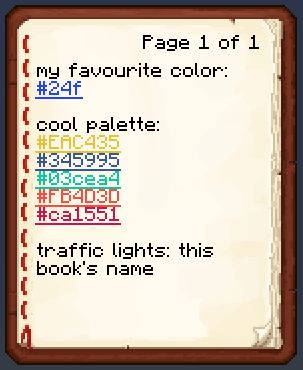 Page 1 of 1
my favourite color:
#24f
cool palette:
#EAC435
#345995
#03cea4
#FB4D3D
#ca1551
traffic lights: this
book's name